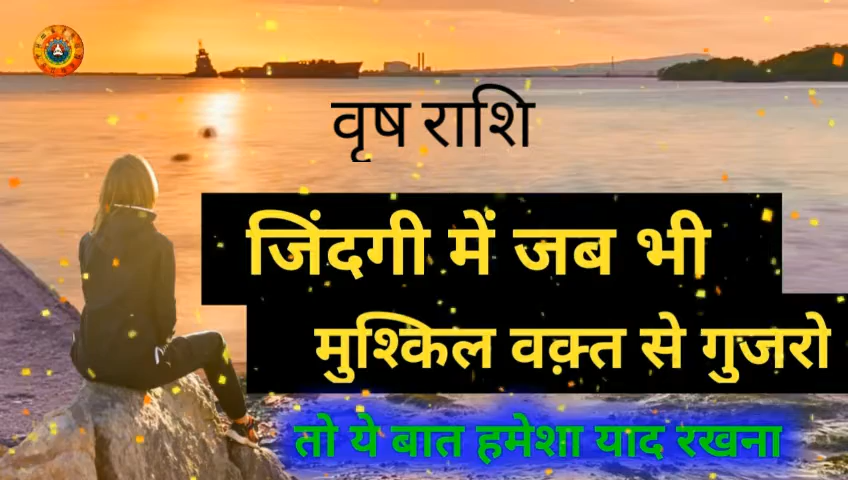 वृष राशि
जिंदगी में जब भी
मुश्किल वक़्त से गुजरो
तो ये बात हमेशा याद रखना